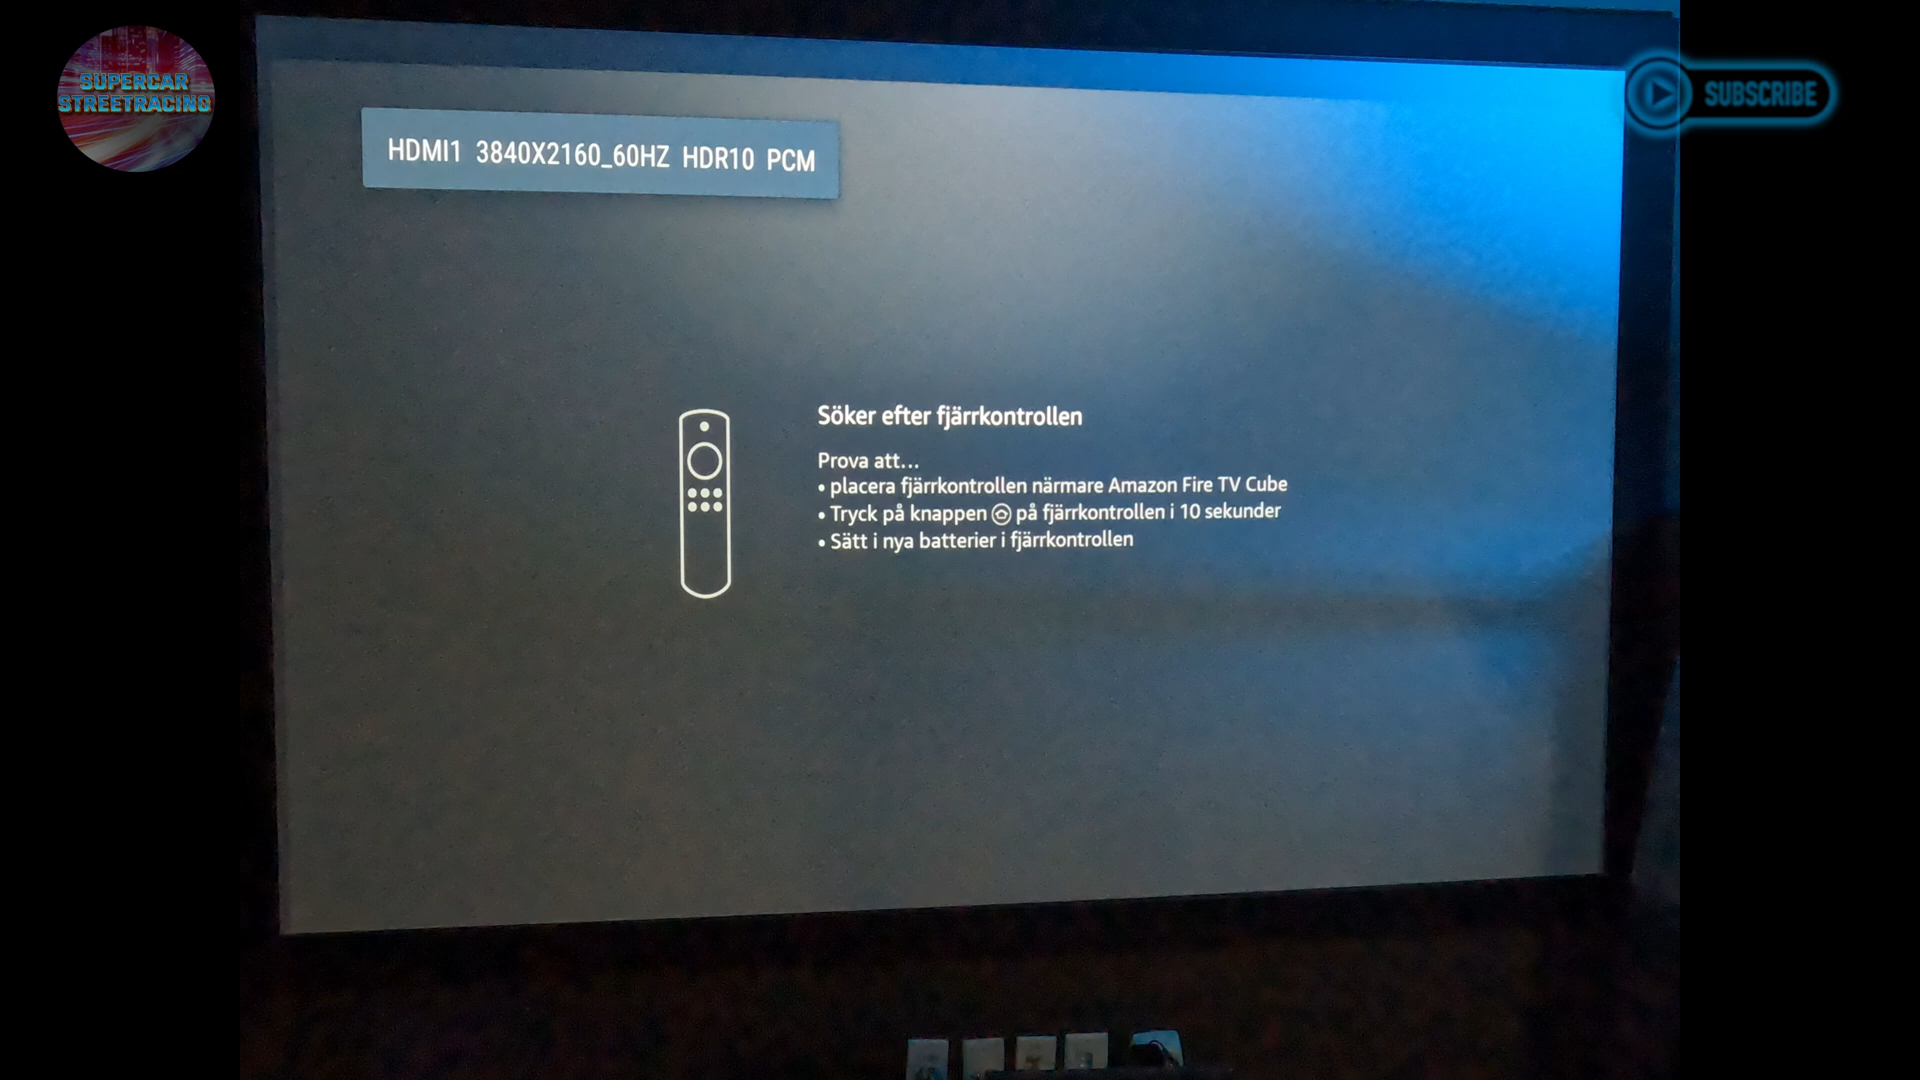 SUPERCAR
STREETRACING
SUBSCRIBE
HDMI1 3840X2160_60HZ HDR10 PCM
Söker efter fjärrkontrollen
Prova att...
• placera fjärrkontrollen närmare Amazon Fire TV Cube
• Tryck på knappen på fjärrkontrollen i 10 sekunder
• Sätt i nya batterier i fjärrkontrollen